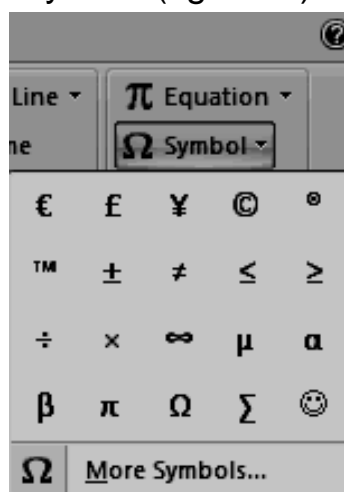 Line
π Equation
ne
Ω Symbol
€ £ ¥ © ®
™ ± ≠ ≤ ≥
÷ × ∞ µ α
β π Ω ∑ ☺
Ω More Symbols...